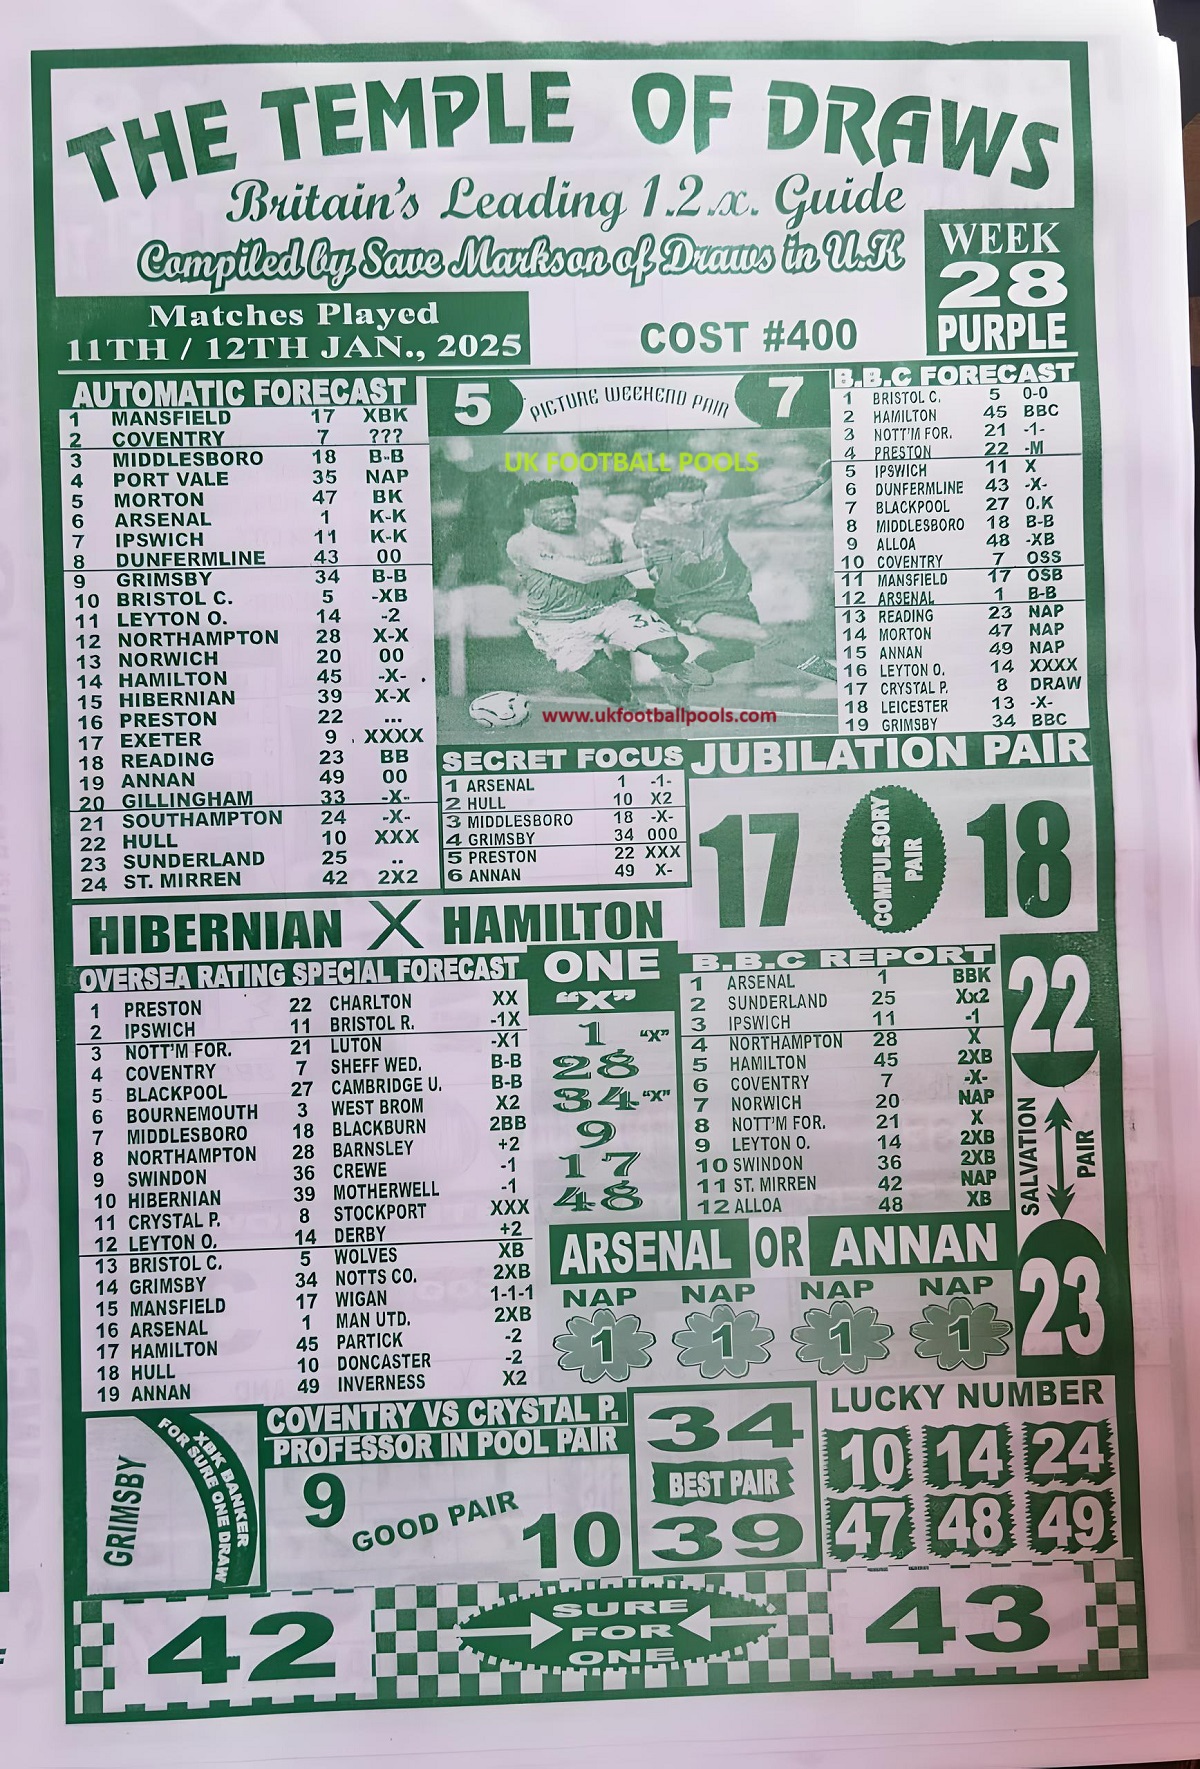 THE TEMPLE OF DRAWS
Britain's Leading 1.2.x. Guide
Compiled by Save Markson of Draws in U.K
WEEK
28
PURPLE
Matches Played
11TH / 12TH JAN., 2025
COST #400
AUTOMATIC FORECAST
1 MANSFIELD 17 XBK
2 COVENTRY 7 ???
3 MIDDLESBORO 18 B-B
4 PORT VALE 35 NAP
5 MORTON 47 BK
6 ARSENAL 1 K-K
7 IPSWICH 11 K-K
8 DUNFERMLINE 43 00
9 GRIMSBY 34 B-B
10 BRISTOL C. 5 -XB
11 LEYTON O. 14 -2
12 NORTHAMPTON 28 X-X
13 NORWICH 20 00
14 HAMILTON 45 -X-
15 HIBERNIAN 39 X-X
16 PRESTON 22 ...
17 EXETER 9 XXXX
18 READING 23 BB
19 ANNAN 49 00
20 GILLINGHAM 33 -X-
21 SOUTHAMPTON 24 -X-
22 HULL 10 XXX
23 SUNDERLAND 25 ..
24 ST. MIRREN 42 2X2
5 PICTURE WEEKEND PAIR 7
UK FOOTBALL POOLS
34
www.ukfootballpools.com
B.B.C FORECAST
1 BRISTOL C. 5 0-0
2 HAMILTON 45 BBC
3 NOTT'M FOR. 21 -1-
4 PRESTON 22 -M
5 IPSWICH 11 X
6 DUNFERMLINE 43 -X-
7 BLACKPOOL 27 O.K
8 MIDDLESBORO 18 B-B
9 ALLOA 48 -XB
10 COVENTRY 7 OSS
11 MANSFIELD 17 OSB
12 ARSENAL 1 B-B
13 READING 23 NAP
14 MORTON 47 NAP
15 ANNAN 49 NAP
16 LEYTON O. 14 XXXX
17 CRYSTAL P. 8 DRAW
18 LEICESTER 13 -X-
19 GRIMSBY 34 BBC
SECRET FOCUS
1 ARSENAL 1 -1-
2 HULL 10 X2
3 MIDDLESBORO 18 -X-
4 GRIMSBY 34 000
5 PRESTON 22 XXX
6 ANNAN 49 X-
JUBILATION PAIR
17 COMPULSORY PAIR 18
HIBERNIAN X HAMILTON
OVERSEA RATING SPECIAL FORECAST
1 PRESTON 22 CHARLTON XX
2 IPSWICH 11 BRISTOL R. -1X
3 NOTT'M FOR. 21 LUTON -X1
4 COVENTRY 7 SHEFF WED. B-B
5 BLACKPOOL 27 CAMBRIDGE U. B-B
6 BOURNEMOUTH 3 WEST BROM X2
7 MIDDLESBORO 18 BLACKBURN 2BB
8 NORTHAMPTON 28 BARNSLEY +2
9 SWINDON 36 CREWE -1
10 HIBERNIAN 39 MOTHERWELL -1
11 CRYSTAL P. 8 STOCKPORT XXX
12 LEYTON O. 14 DERBY +2
13 BRISTOL C. 5 WOLVES XB
14 GRIMSBY 34 NOTTS CO. 2XB
15 MANSFIELD 17 WIGAN 1-1-1
16 ARSENAL 1 MAN UTD. 2XB
17 HAMILTON 45 PARTICK -2
18 HULL 10 DONCASTER -2
19 ANNAN 49 INVERNESS X2
ONE
"X"
1 "X"
28
34 "X"
9
17
48
B.B.C REPORT
1 ARSENAL 1 BBK
2 SUNDERLAND 25 Xx2
3 IPSWICH 11 -1
4 NORTHAMPTON 28 X
5 HAMILTON 45 2XB
6 COVENTRY 7 -X-
7 NORWICH 20 NAP
8 NOTT'M FOR. 21 X
9 LEYTON O. 14 2XB
10 SWINDON 36 2XB
11 ST. MIRREN 42 NAP
12 ALLOA 48 XB
22
SALVATION PAIR
23
ARSENAL OR ANNAN
NAP NAP NAP NAP
1 1 1 1
GRIMSBY
XBK BANKER
FOR SURE ONE DRAW
COVENTRY VS CRYSTAL P.
PROFESSOR IN POOL PAIR
9 GOOD PAIR 10
34
BEST PAIR
39
LUCKY NUMBER
10 14 24
47 48 49
42 SURE FOR ONE 43